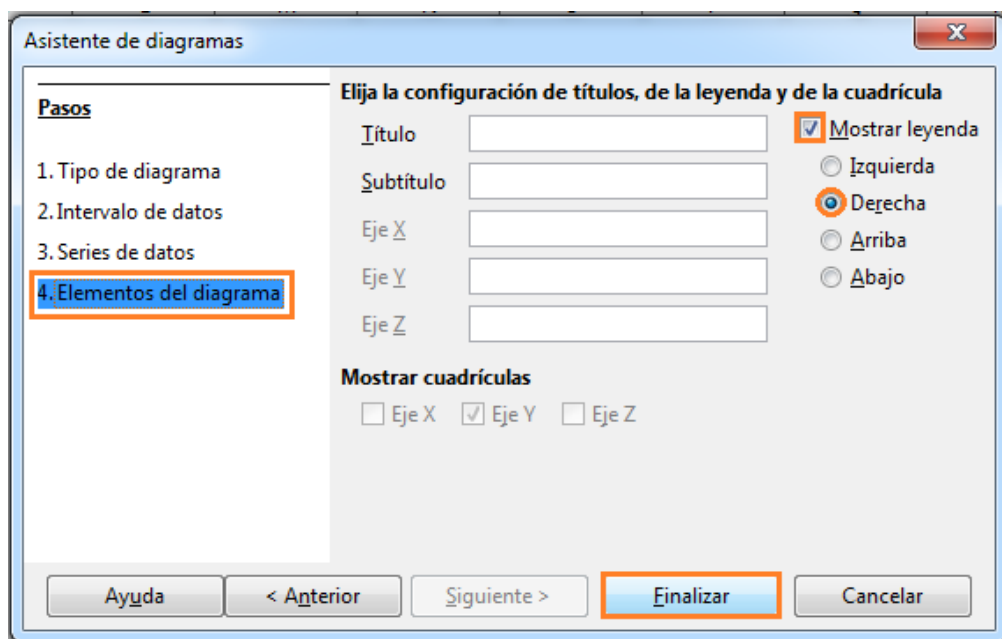 Asistente de diagramas
Pasos
1. Tipo de diagrama
2. Intervalo de datos
3. Series de datos
4. Elementos del diagrama
Elija la configuración de títulos, de la leyenda y de la cuadrícula
Título
Subtítulo
Eje X
Eje Y
Eje Z
Mostrar leyenda
Izquierda
Derecha
Arriba
Abajo
Mostrar cuadrículas
Eje X Eje Y Eje Z
Ayuda < Anterior Siguiente > Finalizar Cancelar